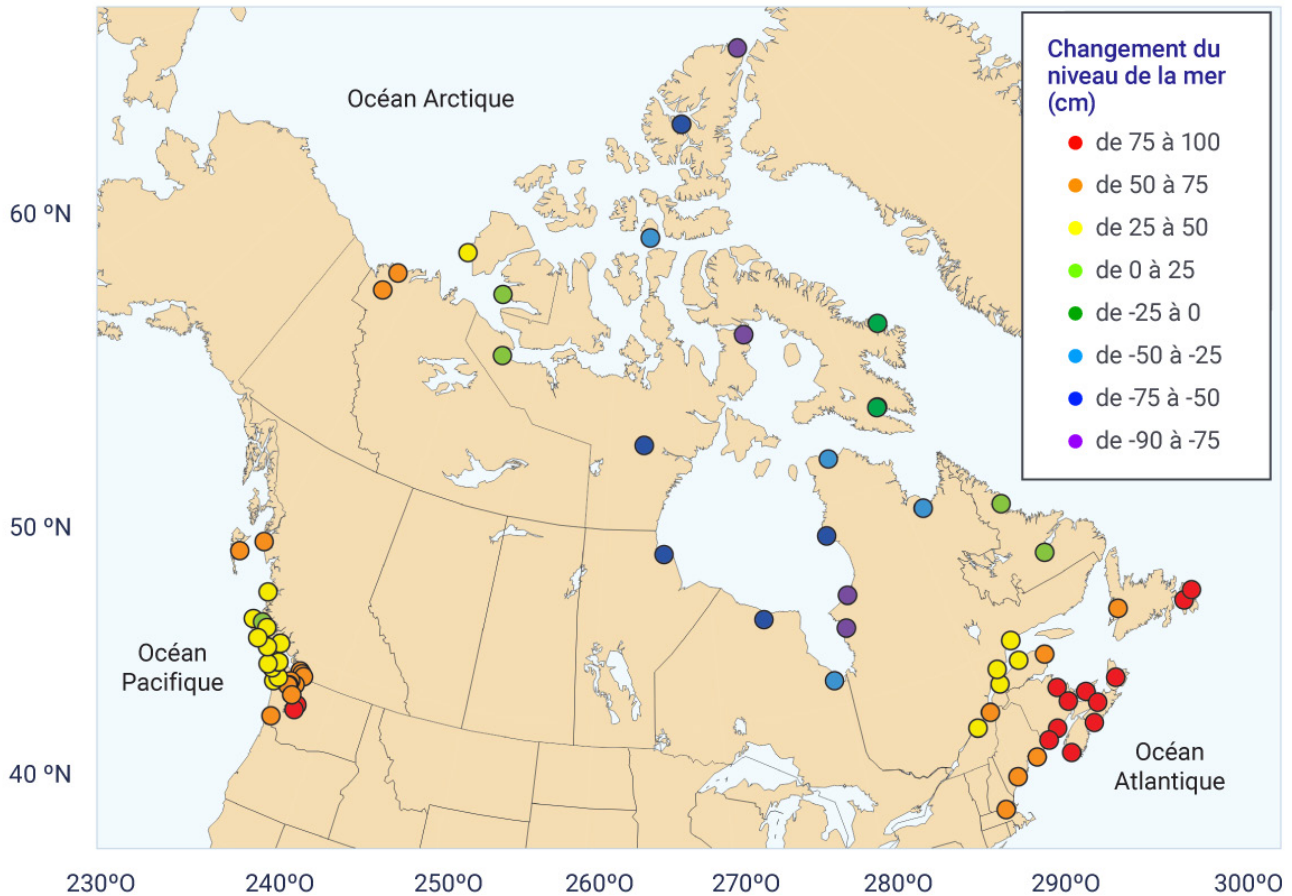 Océan Arctique
Changement du
niveau de la mer
(cm)
de 75 à 100
de 50 à 75
de 25 à 50
de 0 à 25
de -25 à 0
de -50 à -25
de -75 à -50
de -90 à -75
60 ºN
50 ºN
40 ºN
Océan
Pacifique
Océan
Atlantique
230ºO
240ºO
250ºO
260ºO
270ºO
280ºO
290ºO
300ºO